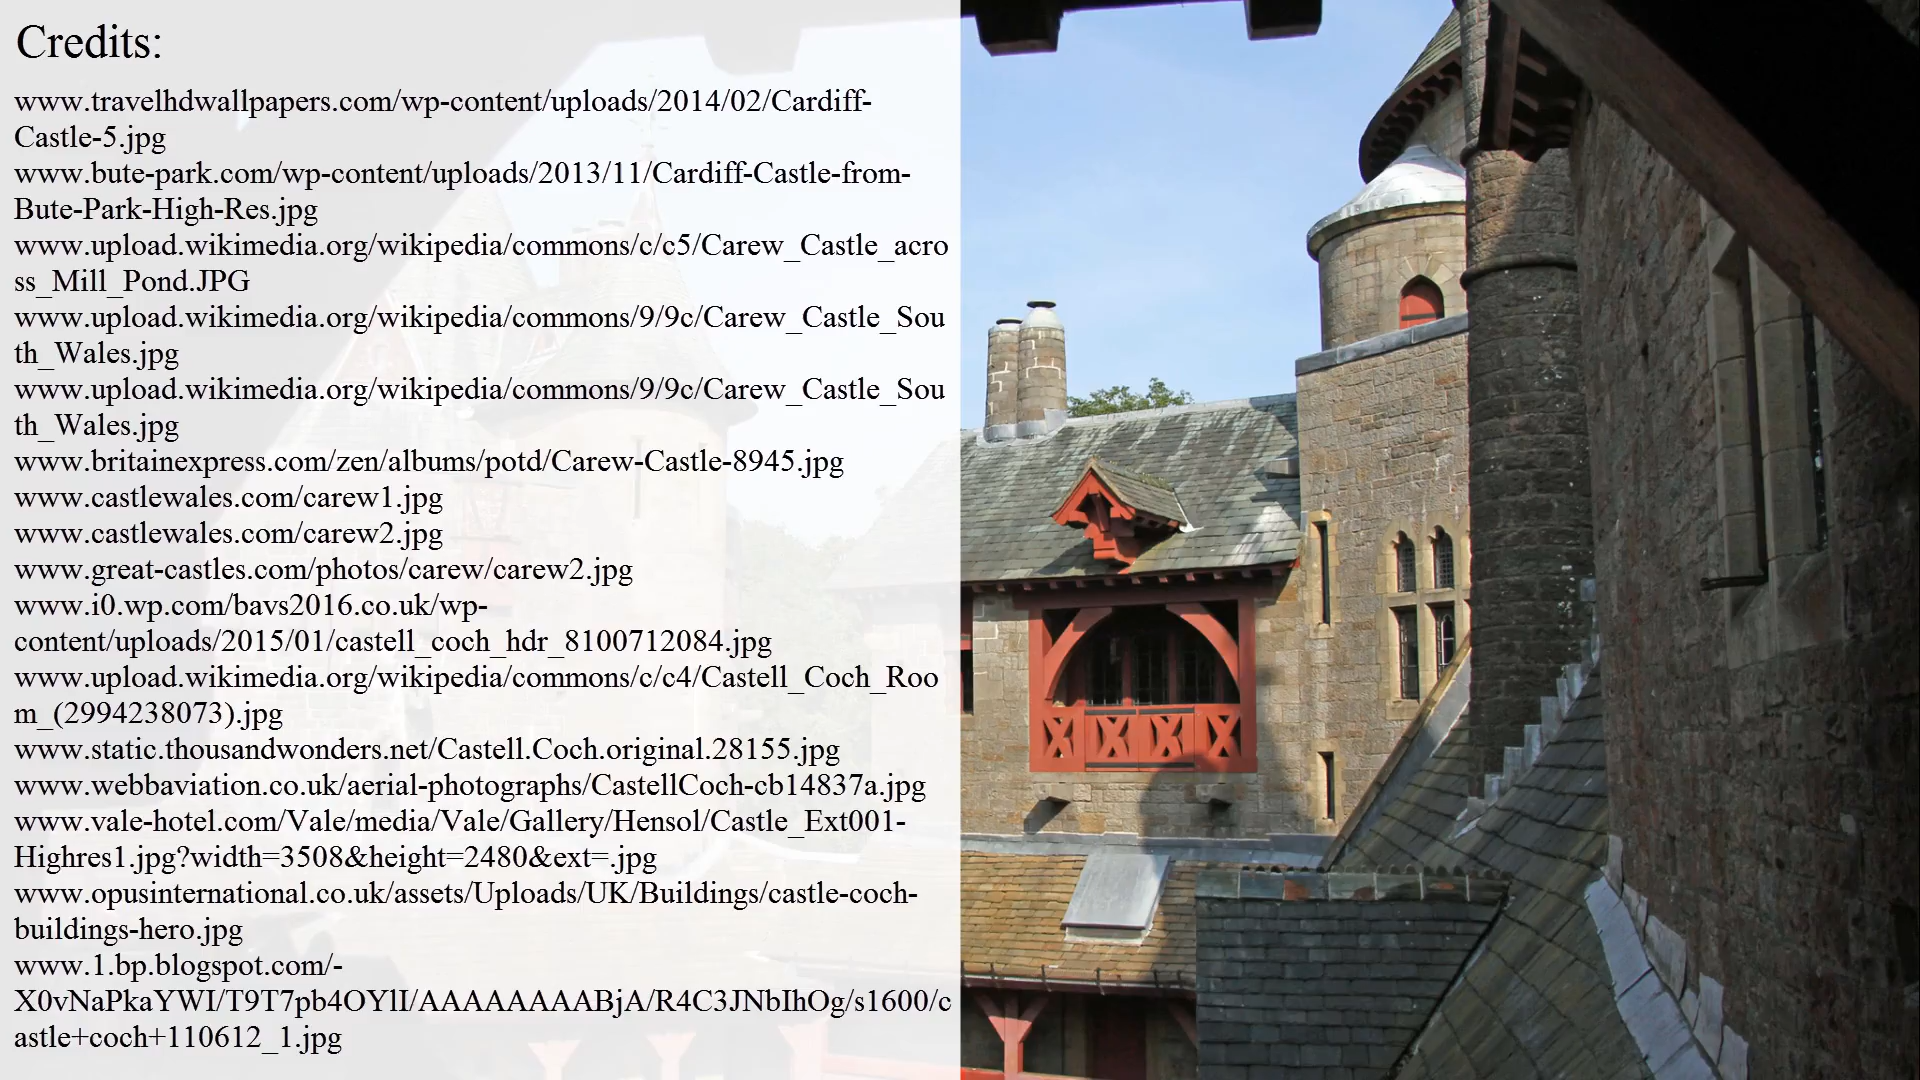 Credits:
www.travelhdwallpapers.com/wp-content/uploads/2014/02/Cardiff-
Castle-5.jpg
www.bute-park.com/wp-content/uploads/2013/11/Cardiff-Castle-from-
Bute-Park-High-Res.jpg
www.upload.wikimedia.org/wikipedia/commons/c/c5/Carew_Castle_acro
ss_Mill_Pond.JPG
www.upload.wikimedia.org/wikipedia/commons/9/9c/Carew_Castle_Sou
th_Wales.jpg
www.upload.wikimedia.org/wikipedia/commons/9/9c/Carew_Castle_Sou
th_Wales.jpg
www.britainexpress.com/zen/albums/potd/Carew-Castle-8945.jpg
www.castlewales.com/carew1.jpg
www.castlewales.com/carew2.jpg
www.great-castles.com/photos/carew/carew2.jpg
www.i0.wp.com/bavs2016.co.uk/wp-
content/uploads/2015/01/castell_coch_hdr_8100712084.jpg
www.upload.wikimedia.org/wikipedia/commons/c/c4/Castell_Coch_Roo
m_(2994238073).jpg
www.static.thousandwonders.net/Castell.Coch.original.28155.jpg
www.webbaviation.co.uk/aerial-photographs/CastellCoch-cb14837a.jpg
www.vale-hotel.com/Vale/media/Vale/Gallery/Hensol/Castle_Ext001-
Highres1.jpg?width=3508&height=2480&ext=.jpg
www.opusinternational.co.uk/assets/Uploads/UK/Buildings/castle-coch-
buildings-hero.jpg
www.1.bp.blogspot.com/-
X0vNaPkaYWI/T9T7pb4OYlI/AAAAAAAABjA/R4C3JNbIhOg/s1600/c
astle+coch+110612_1.jpg